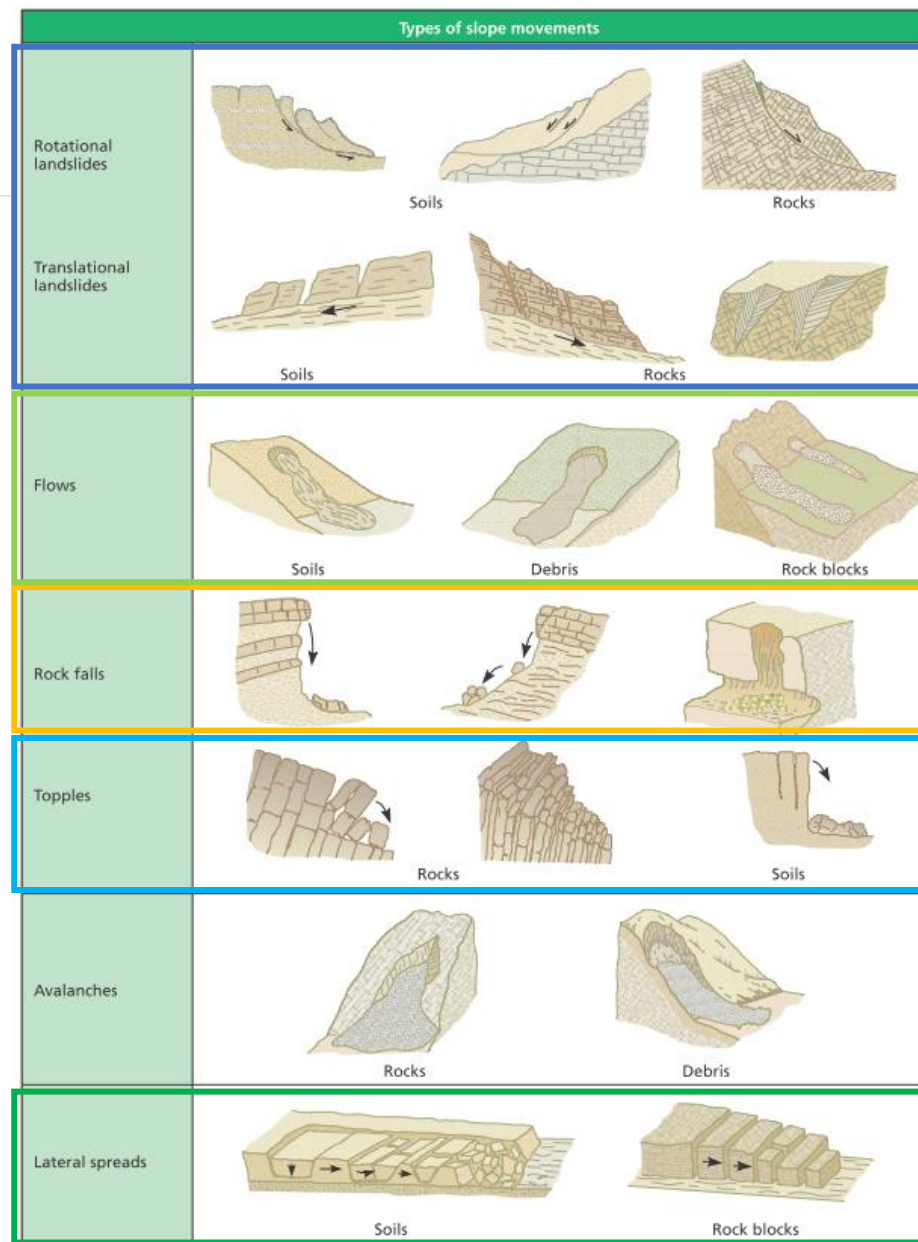 Types of slope movements
Rotational
landslides
Soils
Rocks
Translational
landslides
Soils
Rocks
Flows
Soils
Debris
Rock blocks
Rock falls
Topples
Rocks
Soils
Avalanches
Rocks
Debris
Lateral spreads
Soils
Rock blocks